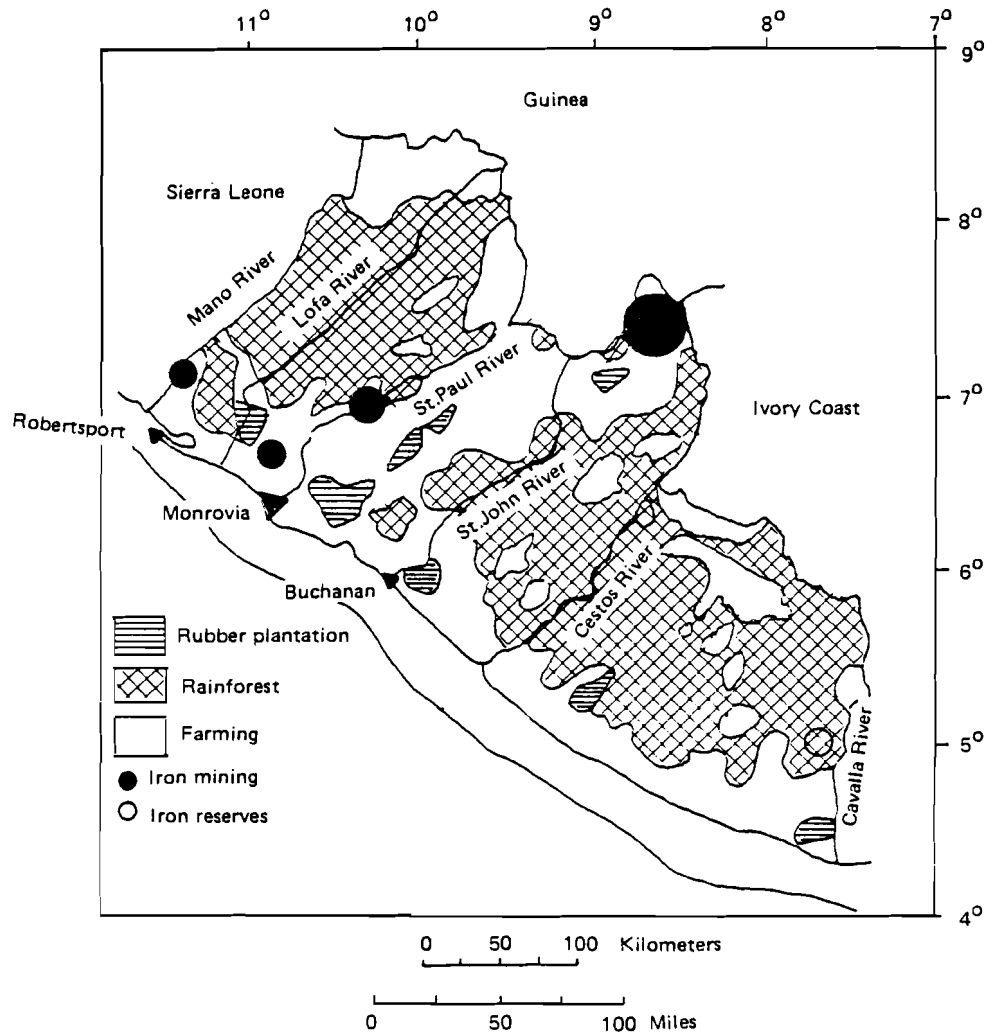 11° 10° 9° 8° 7°
9°
Guinea
Sierra Leone
8°
Mano River
Lofa River
St. Paul River
7°
Ivory Coast
Robertsport
St. John River
Monrovia
6°
Buchanan
Cestos River
Rubber plantation
Rainforest
Farming
5°
Cavalla River
Iron mining
Iron reserves
4°
0 50 100 Kilometers
0 50 100 Miles